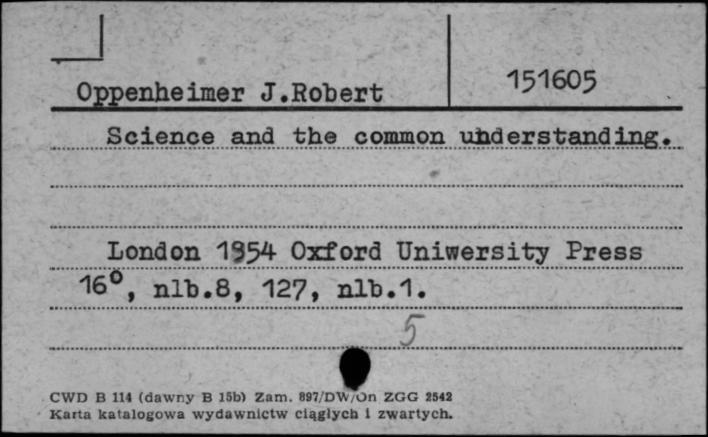 Oppenheimer J.Robert
151605
Science and the common understanding.
London 1954 Oxford Uniwersity Press
16°, nlb.8, 127, nlb.1.
5
CWD B 114 (dawny B 15b) Zam. 897/DW/On ZGG 2542
Karta katalogowa wydawnictw ciągłych i zwartych.